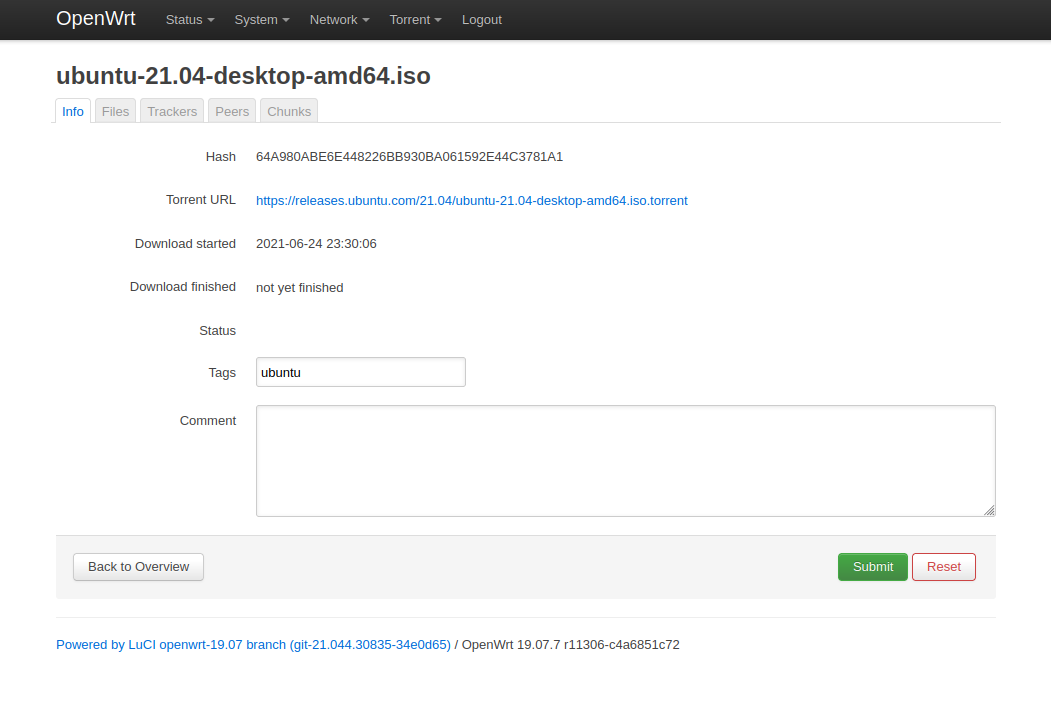 OpenWrt Status System Network Torrent Logout
ubuntu-21.04-desktop-amd64.iso
Info Files Trackers Peers Chunks
Hash 64A980ABE6E448226BB930BA061592E44C3781A1
Torrent URL https://releases.ubuntu.com/21.04/ubuntu-21.04-desktop-amd64.iso.torrent
Download started 2021-06-24 23:30:06
Download finished not yet finished
Status
Tags ubuntu
Comment
Back to Overview Submit Reset
Powered by LuCI openwrt-19.07 branch (git-21.044.30835-34e0d65) / OpenWrt 19.07.7 r11306-c4a6851c72